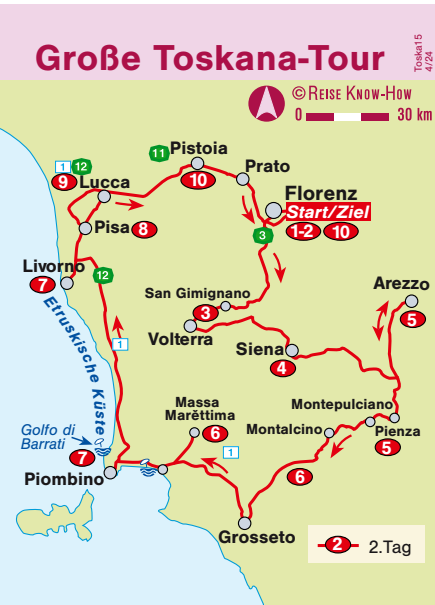 Große Toskana-Tour
Toska15
4/24
© REISE KNOW-HOW
0 30 km
11
Pistoia
1
12
9
Lucca
10
Prato
Florenz
Start/Ziel
1-2
10
Pisa
8
3
Livorno
7
12
San Gimignano
3
Volterra
Arezzo
5
Etruskische Küste
1
Siena
4
Massa
Marëttima
6
Montepulciano
Montalcino
Pienza
5
Golfo di
Barrati
7
Piombino
1
6
Grosseto
2
2.Tag